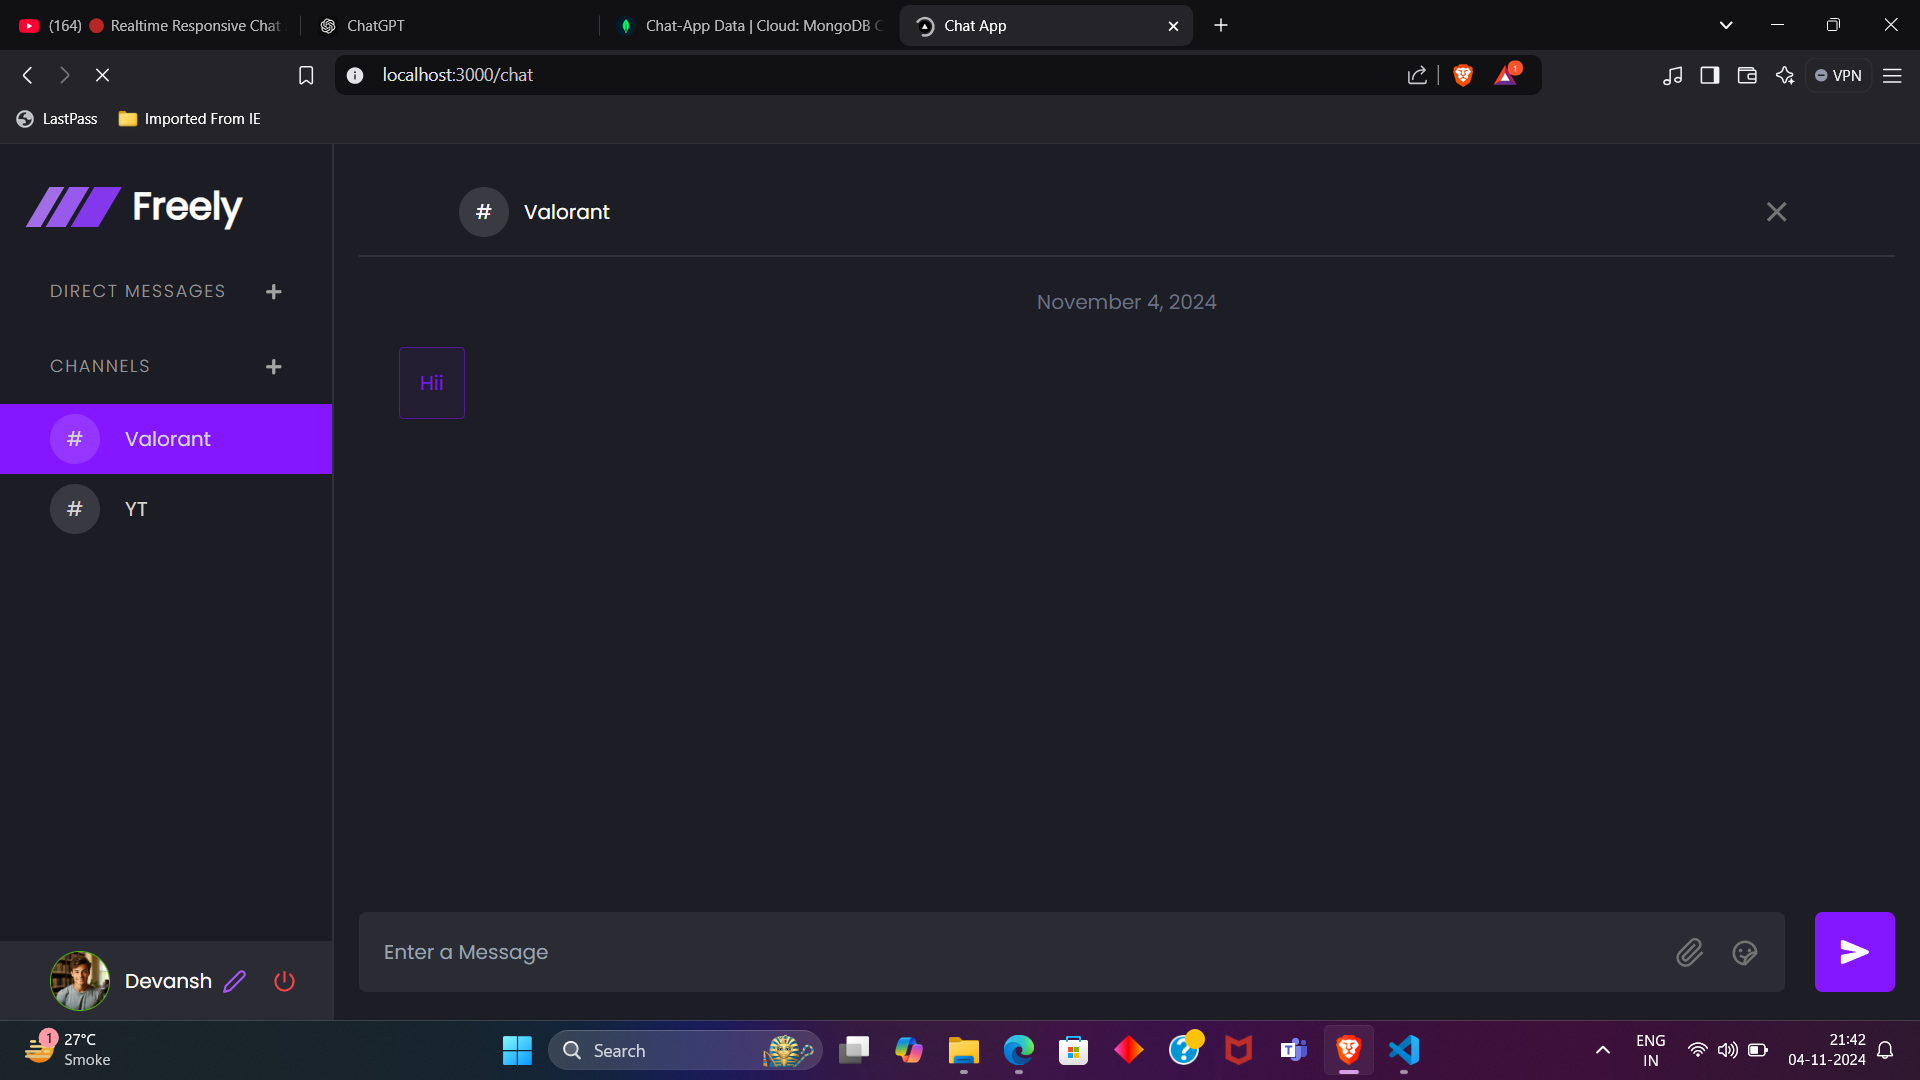 (164) Realtime Responsive Chat
ChatGPT
Chat-App Data | Cloud: MongoDB C
Chat App
localhost:3000/chat
1
VPN
LastPass
Imported From IE
Freely
# Valorant
DIRECT MESSAGES +
November 4, 2024
CHANNELS +
Hii
# Valorant
# YT
Enter a Message
Devansh
1
27°C
Smoke
Search
ENG
IN
21:42
04-11-2024